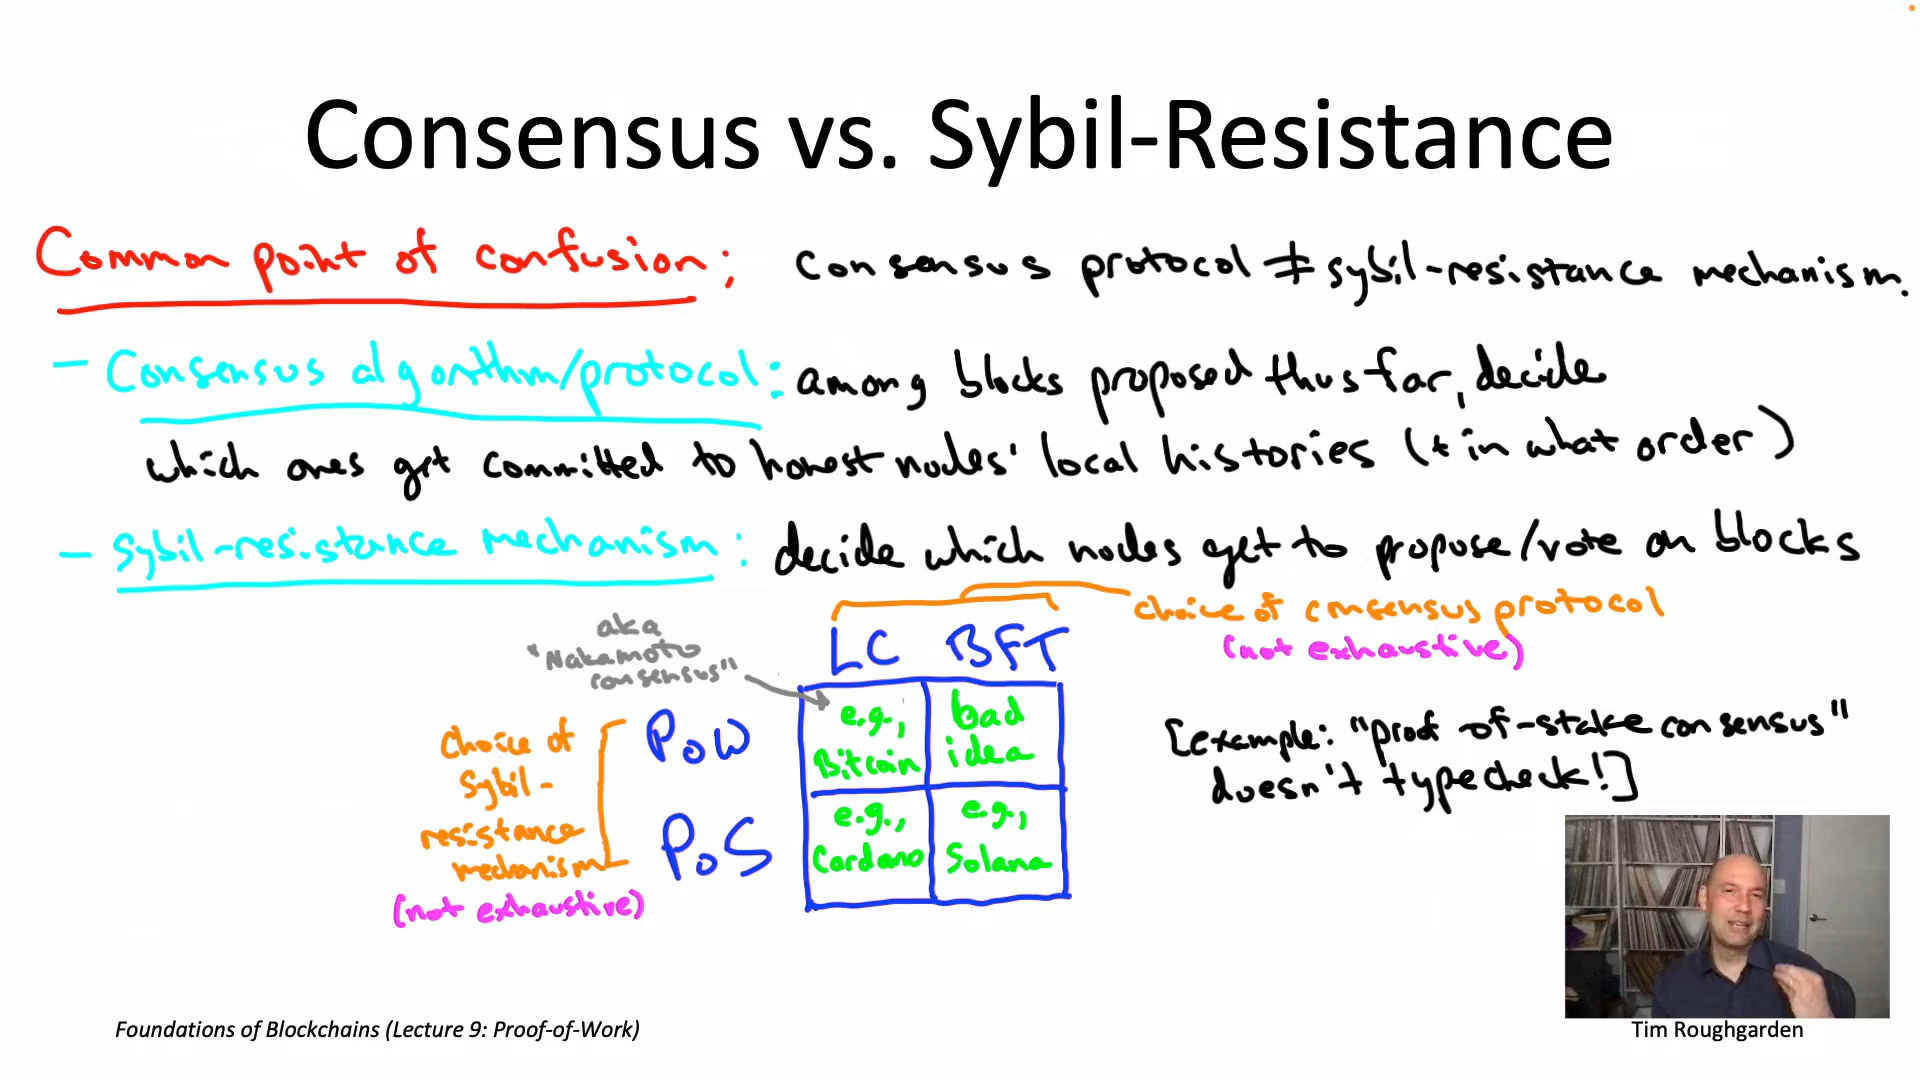 Consensus vs. Sybil-Resistance
Common point of confusion: consensus protocol ≠ sybil-resistance mechanism.
- Consensus algorithm/protocol: among blocks proposed thus far, decide
which ones get committed to honest nodes' local histories (+ in what order)
- Sybil-resistance mechanism: decide which nodes get to propose/vote on blocks
choice of consensus protocol
(not exhaustive)
aka
"Nakamoto
consensus"
LC BFT
Choice of
Sybil-
resistance
mechanism
(not exhaustive)
PoW
e.g.,
Bitcoin
bad
idea
PoS
e.g.,
Cardano
e.g.,
Solana
[example: "proof-of-stake consensus"
doesn't typecheck!]
Foundations of Blockchains (Lecture 9: Proof-of-Work)
Tim Roughgarden